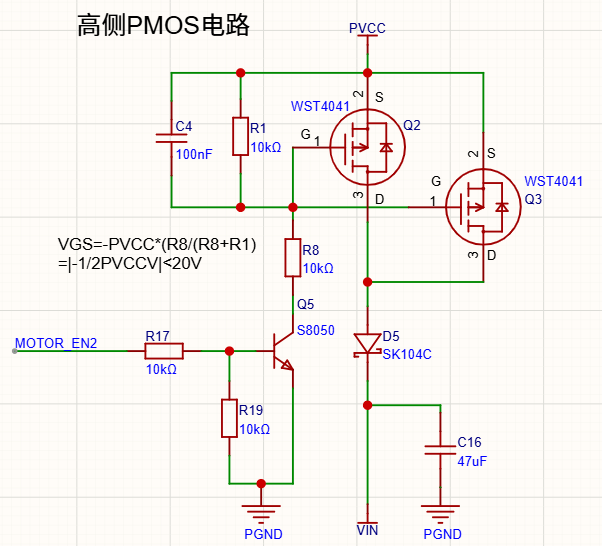 高侧PMOS电路
PVCC
2
S
WST4041
Q2
G
1
C4
100nF
R1
10kΩ
3
D
2
S
G
1
WST4041
Q3
3
D
VGS=-PVCC*(R8/(R8+R1)
=|-1/2PVCCV|<20V
R8
10kΩ
Q5
S8050
MOTOR_EN2
R17
10kΩ
D5
SK104C
R19
10kΩ
C16
47uF
PGND
VIN
PGND